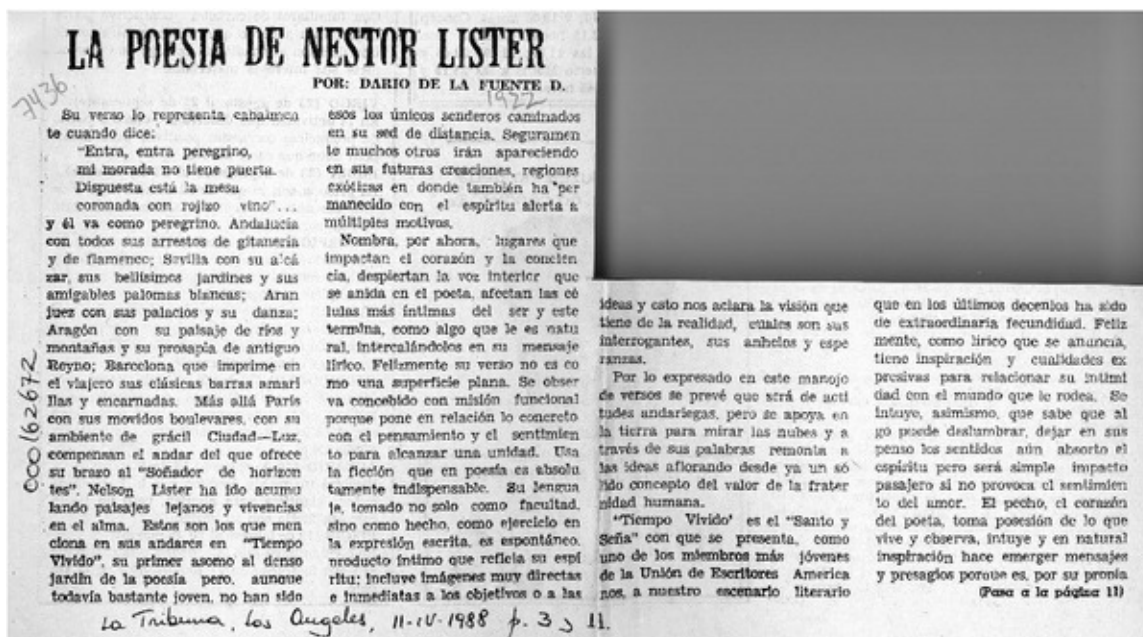 LA POESIA DE NESTOR LISTER
POR: DARIO DE LA FUENTE D.
1922
7436
Su verso lo representa cabalmen
te cuando dice:
"Entra, entra peregrino,
mi morada no tiene puerta.
Dispuesta está la mesa
coronada con rojizo vino"...
y él va como peregrino. Andalucía
con todos sus arrestos de gitanería
y de flamenco; Sevilla con su alcá
zar, sus bellísimos jardines y sus
amigables palomas blancas; Aran
juez con sus palacios y su danza;
Aragón con su paisaje de ríos y
montañas y su prosapia de antiguo
Reyno; Barcelona que imprime en
el viajero sus clásicas barras amari
llas y encarnadas. Más allá París
con sus movidos boulevares, con su
ambiente de grácil Ciudad—Luz,
compensan el andar del que ofrece
su brazo al "Soñador de horizon
tes". Nelson Lister ha ido acumu
lando paisajes lejanos y vivencias
en el alma. Estos son los que men
ciona en sus andares en "Tiempo
Vivido", su primer asomo al denso
jardín de la poesía pero, aunque
todavía bastante joven, no han sido
esos los únicos senderos caminados
en su sed de distancia. Seguramen
te muchos otros irán apareciendo
en sus futuras creaciones, regiones
exóticas en donde también ha per
manecido con el espíritu alerta a
múltiples motivos.
Nombra, por ahora, lugares que
impactan el corazón y la concien
cia, despiertan la voz interior que
se anida en el poeta, afectan las cé
lulas más íntimas del ser y este
termina, como algo que le es natu
ral, intercalándolos en su mensaje
lírico. Felizmente su verso no es co
mo una superficie plana. Se obser
va concebido con misión funcional
porque pone en relación lo concreto
con el pensamiento y el sentimien
to para alcanzar una unidad. Usa
la ficción que en poesía es absolu
tamente indispensable. Su lengua
je, tomado no solo como facultad,
sino como hecho, como ejercicio en
la expresión escrita, es espontáneo,
producto íntimo que refleja su espí
ritu; incluye imágenes muy directas
e inmediatas a los objetivos o a las
ideas y esto nos aclara la visión que
tiene de la realidad, cuales son sus
interrogantes, sus anhelos y espe
ranzas.
Por lo expresado en este manojo
de versos se prevé que será de acti
tudes andariegas, pero se apoya en
la tierra para mirar las nubes y a
través de sus palabras remonta a
las ideas aflorando desde ya un só
lido concepto del valor de la frater
nidad humana.
"Tiempo Vivido" es el "Santo y
Seña" con que se presenta, como
uno de los miembros más jóvenes
de la Unión de Escritores America
nos, a nuestro escenario literario
que en los últimos decenios ha sido
de extraordinaria fecundidad. Feliz
mente, como lírico que se anuncia,
tiene inspiración y cualidades ex
presivas para relacionar su intimi
dad con el mundo que le rodea. Se
intuye, asimismo, que sabe que al
go puede deslumbrar, dejar en sus
penso los sentidos aún absorto el
espíritu pero será simple impacto
pasajero si no provoca el sentimien
to del amor. El pecho, el corazón
del poeta, toma posesión de lo que
vive y observa, intuye y en natural
inspiración hace emerger mensajes
y presagios porque es, por su propia
(Pasa a la página 11)
000162672
La Tribuna, Los Angeles, 11-IV-1988 p. 3 y 11.